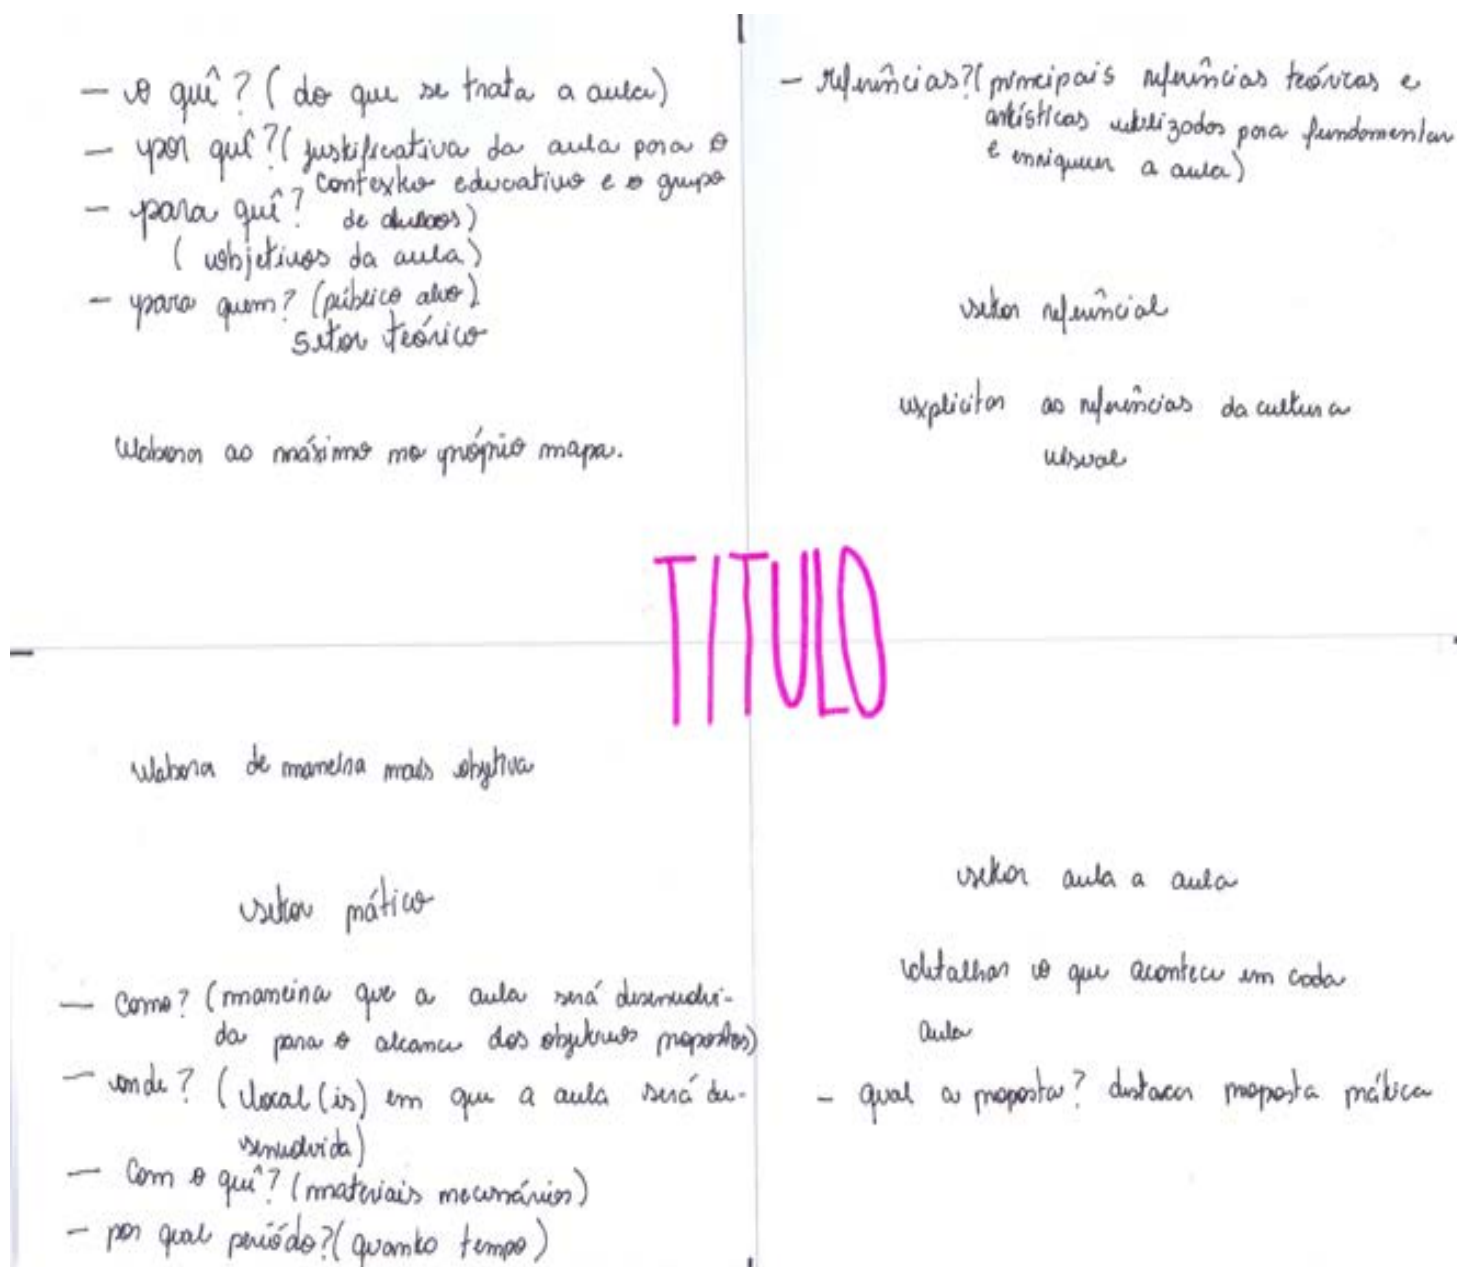 - o quê? (do que se trata a aula)
- por quê? (justificativa da aula para o
contexto educativo e o grupo
- para quê? de alunos)
(objetivos da aula)
- para quem? (público alvo)
setor teórico
elaborar ao máximo no próprio mapa.
- referências? (principais referências teóricas e
artísticas utilizados para fundamentar
e enriquecer a aula)
setor referêncial
explicitar as referências da cultura
visual
TITULO
elabora de maneira mais objetiva
setor prático
- Como? (maneira que a aula será desenvolvi-
da para o alcance dos objetivos propostos)
- onde? (local(is) em que a aula será de-
senvolvida)
- Com o quê? (materiais necessários)
- por qual período? (quanto tempo)
setor aula a aula
detalhar o que acontece em cada
aula
- qual a proposta? destacar proposta prática